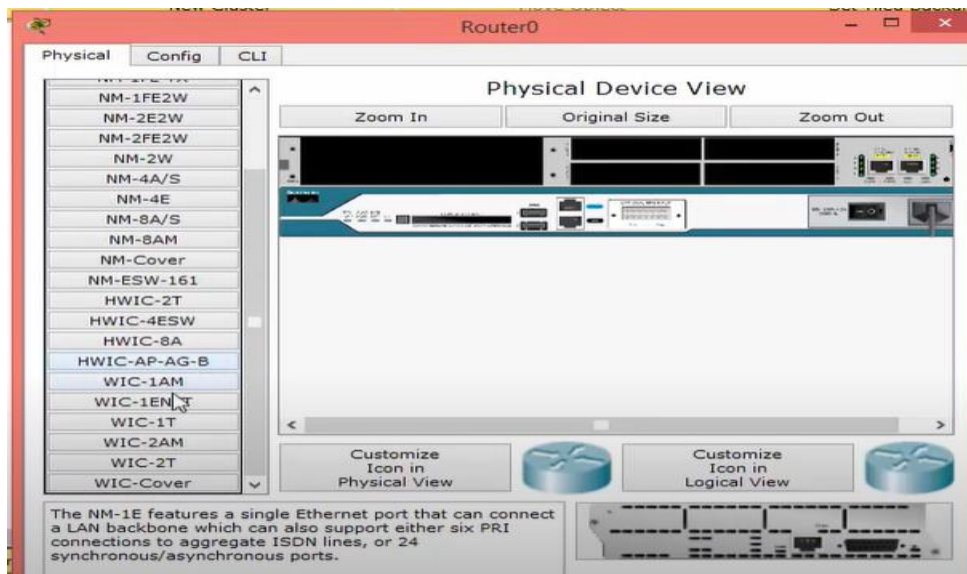 New Cluster
Move Object
Router0
Physical
Config
CLI
NM-1FE2W
NM-2E2W
NM-2FE2W
NM-2W
NM-4A/S
NM-4E
NM-8A/S
NM-8AM
NM-Cover
NM-ESW-161
HWIC-2T
HWIC-4ESW
HWIC-8A
HWIC-AP-AG-B
WIC-1AM
WIC-1T
WIC-2AM
WIC-2T
WIC-Cover
Physical Device View
Zoom In
Original Size
Zoom Out
Customize
Icon in
Physical View
Customize
Icon in
Logical View
The NM-1E features a single Ethernet port that can connect
a LAN backbone which can also support either six PRI
connections to aggregate ISDN lines, or 24
synchronous/asynchronous ports.